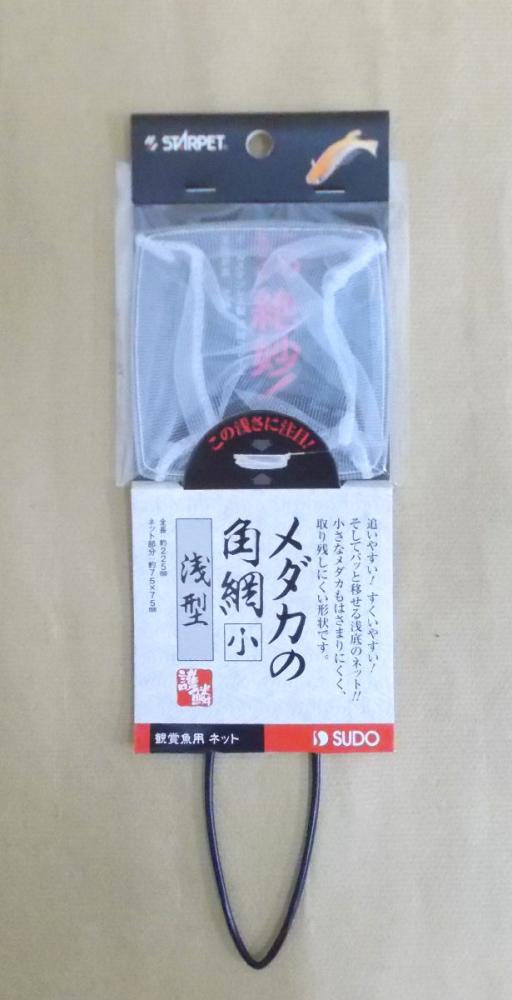 STARPET
絶妙!
この浅さに注目!
追いやすい! すくいやすい!
そしてパッと移せる浅底のネット!!
小さなメダカもはさまりにくく、
取り残しにくい形状です。
メダカの
角網 小
浅型
全長 約225㎜
ネット部分 約75×75㎜
護鱗
観賞魚用 ネット
SUDO